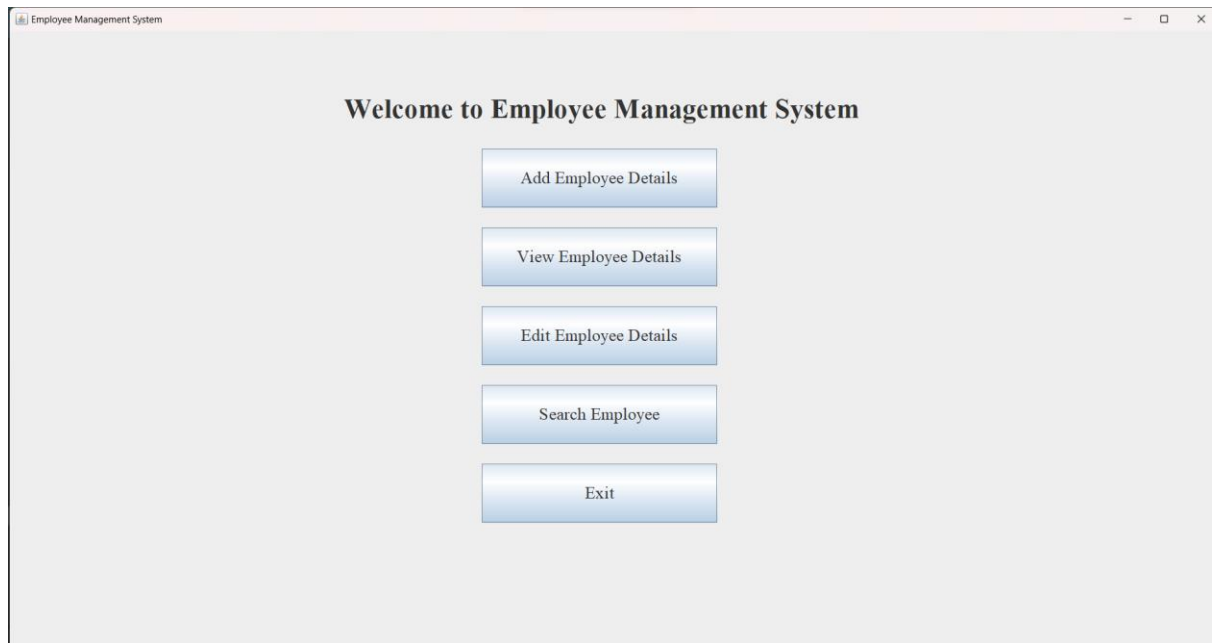 Employee Management System
Welcome to Employee Management System
Add Employee Details
View Employee Details
Edit Employee Details
Search Employee
Exit